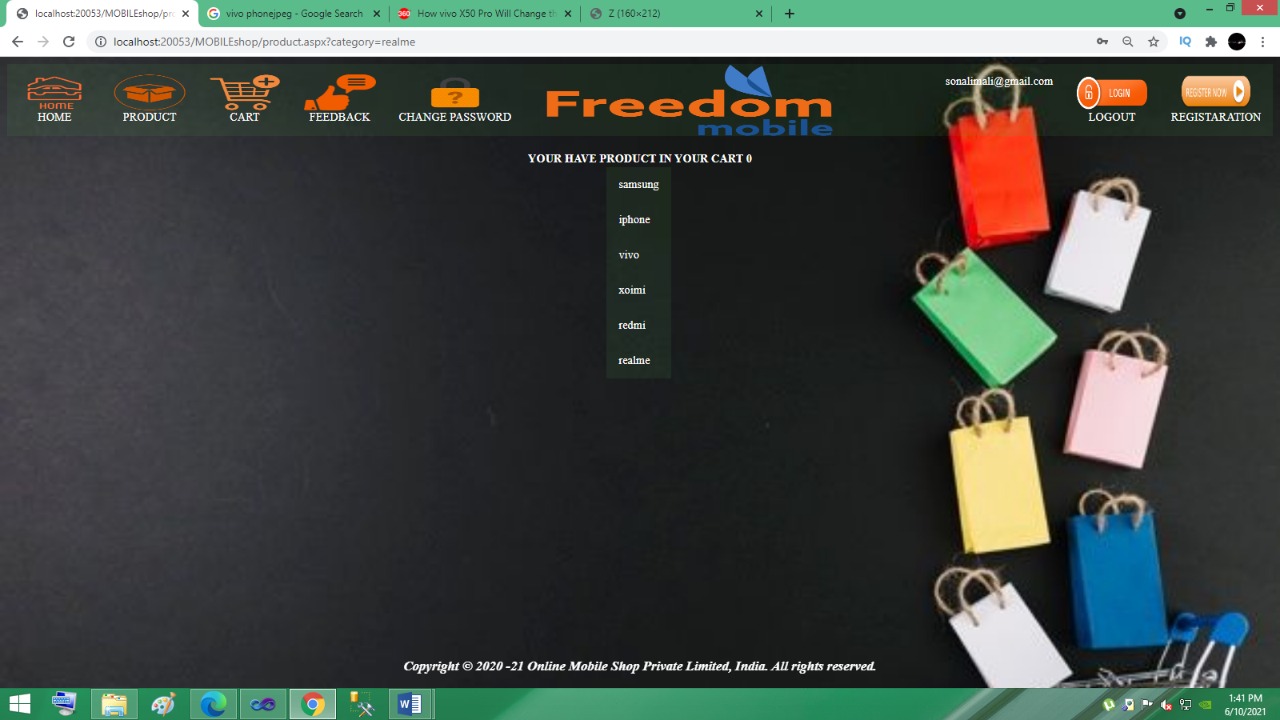 localhost:20053/MOBILEshop/pro
vivo phonejpeg - Google Search
360
How vivo X50 Pro Will Change th
Z (160×212)
localhost:20053/MOBILEshop/product.aspx?category=realme
IQ
HOME
HOME
PRODUCT
CART
FEEDBACK
?
CHANGE PASSWORD
Freedom
mobile
sonalimali@gmail.com
LOGIN
LOGOUT
REGISTER NOW
REGISTARATION
YOUR HAVE PRODUCT IN YOUR CART 0
samsung
iphone
vivo
xoimi
redmi
realme
Copyright © 2020 -21 Online Mobile Shop Private Limited, India. All rights reserved.
1:41 PM
6/10/2021